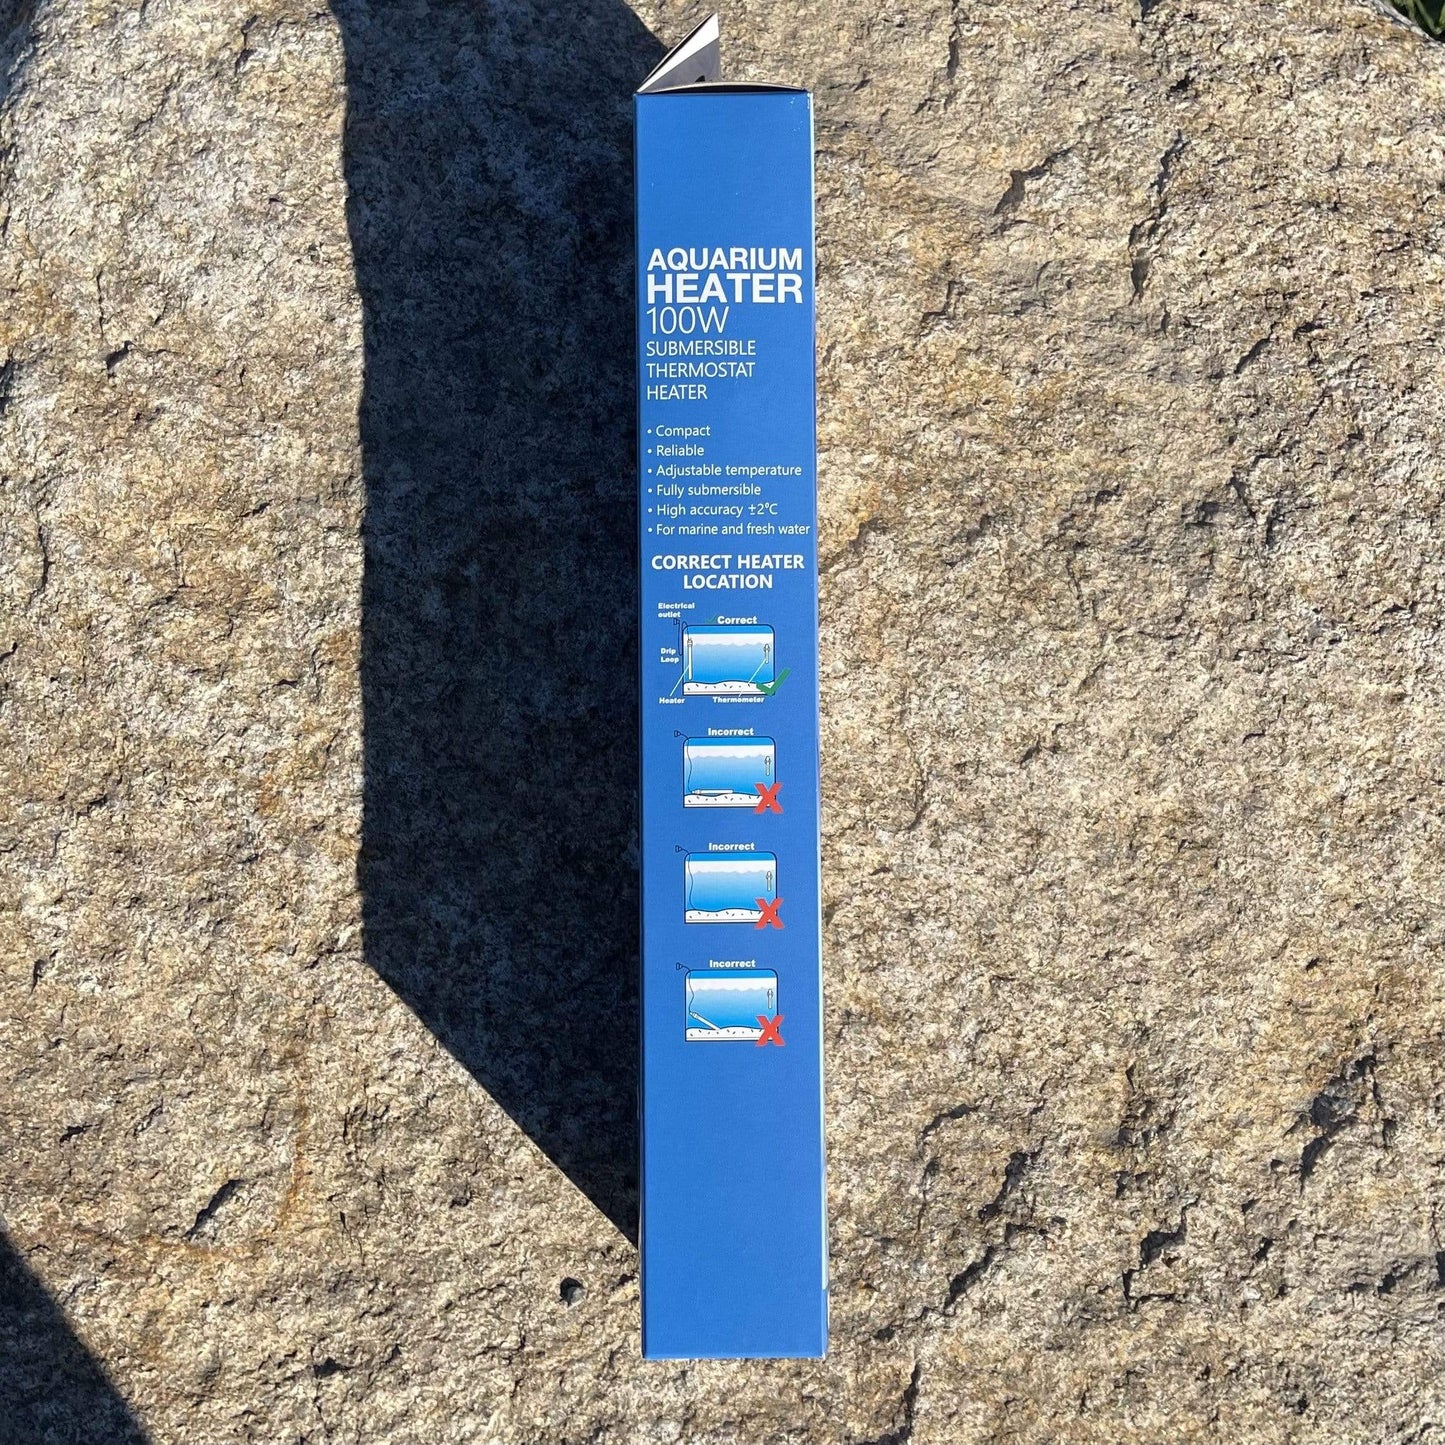 AQUARIUM
HEATER
100W
SUBMERSIBLE
THERMOSTAT
HEATER
• Compact
• Reliable
• Adjustable temperature
• Fully submersible
• High accuracy ±2°C
• For marine and fresh water
CORRECT HEATER
LOCATION
Electrical
outlet
Correct
Drip
Loop
Heater
Thermometer
Incorrect
Incorrect
Incorrect